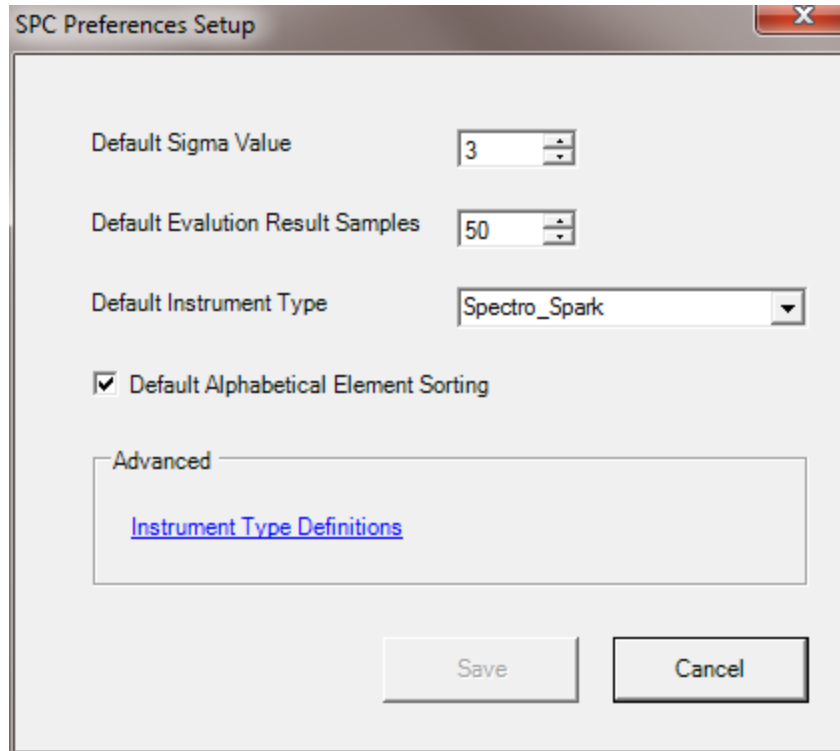 SPC Preferences Setup
Default Sigma Value
3
Default Evalution Result Samples
50
Default Instrument Type
Spectro_Spark
Default Alphabetical Element Sorting
Advanced
Instrument Type Definitions
Save
Cancel